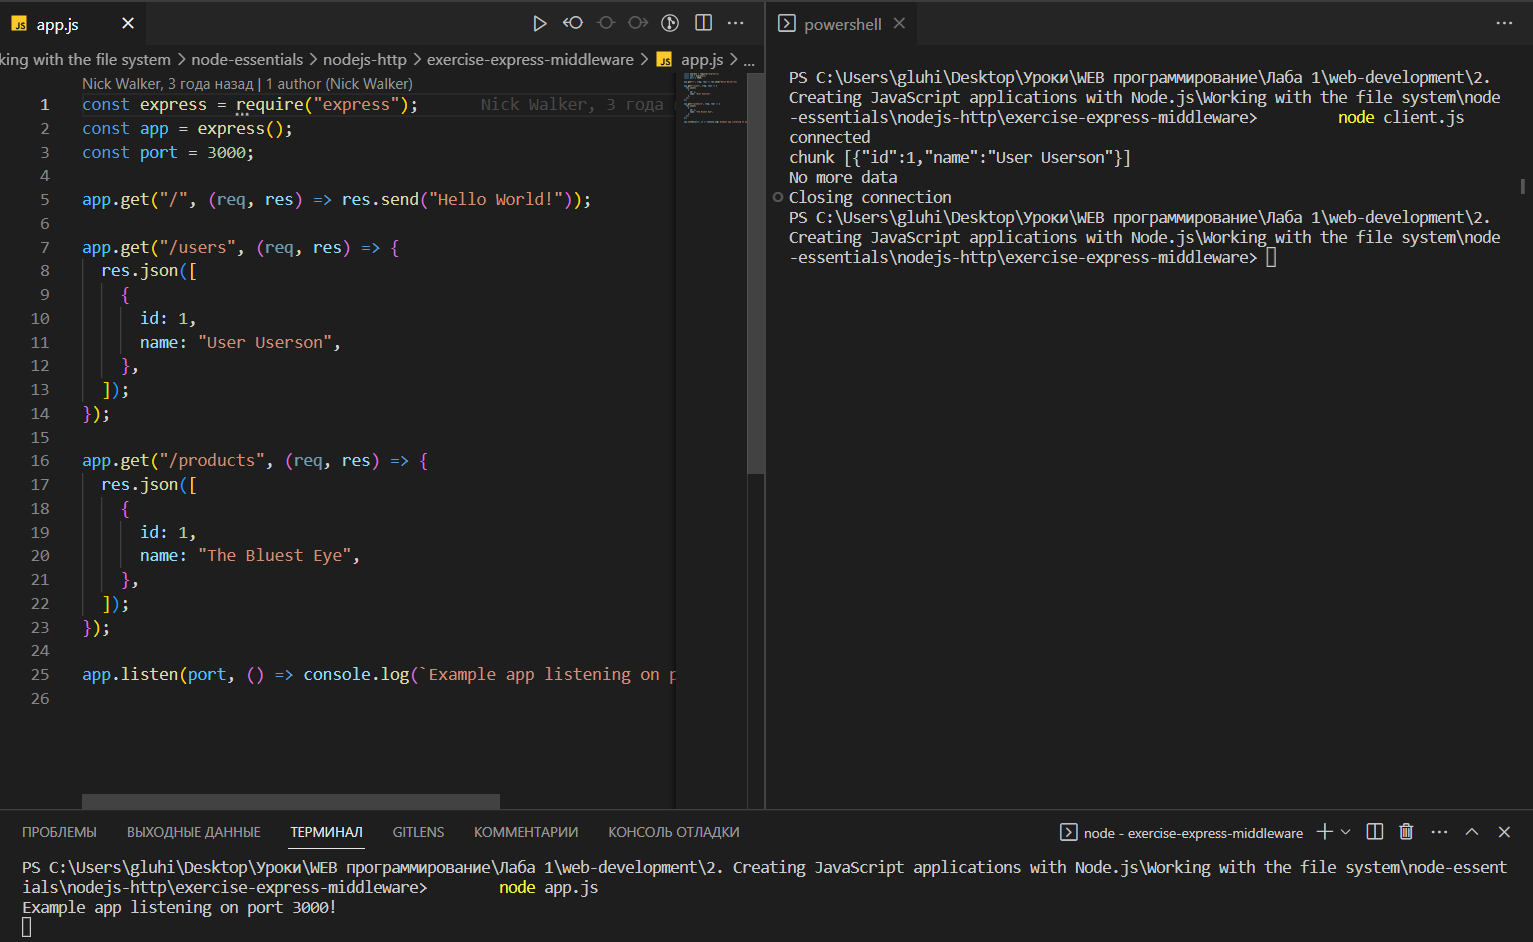 JS app.js
king with the file system > node-essentials > nodejs-http > exercise-express-middleware > JS app.js > ...
Nick Walker, 3 года назад | 1 author (Nick Walker)
1 const express = require("express"); Nick Walker, 3 года
2 const app = express();
3 const port = 3000;
4
5 app.get("/", (req, res) => res.send("Hello World!"));
6
7 app.get("/users", (req, res) => {
8 res.json([
9 {
10 id: 1,
11 name: "User Userson",
12 },
13 ]);
14 });
15
16 app.get("/products", (req, res) => {
17 res.json([
18 {
19 id: 1,
20 name: "The Bluest Eye",
21 },
22 ]);
23 });
24
25 app.listen(port, () => console.log(`Example app listening on p
26
powershell
PS C:\Users\gluhi\Desktop\Уроки\WEB программирование\Лаба 1\web-development\2.
Creating JavaScript applications with Node.js\Working with the file system\node
-essentials\nodejs-http\exercise-express-middleware> node client.js
connected
chunk [{"id":1,"name":"User Userson"}]
No more data
Closing connection
PS C:\Users\gluhi\Desktop\Уроки\WEB программирование\Лаба 1\web-development\2.
Creating JavaScript applications with Node.js\Working with the file system\node
-essentials\nodejs-http\exercise-express-middleware>
ПРОБЛЕМЫ ВЫХОДНЫЕ ДАННЫЕ ТЕРМИНАЛ GITLENS КОММЕНТАРИИ КОНСОЛЬ ОТЛАДКИ node - exercise-express-middleware
PS C:\Users\gluhi\Desktop\Уроки\WEB программирование\Лаба 1\web-development\2. Creating JavaScript applications with Node.js\Working with the file system\node-essent
ials\nodejs-http\exercise-express-middleware> node app.js
Example app listening on port 3000!